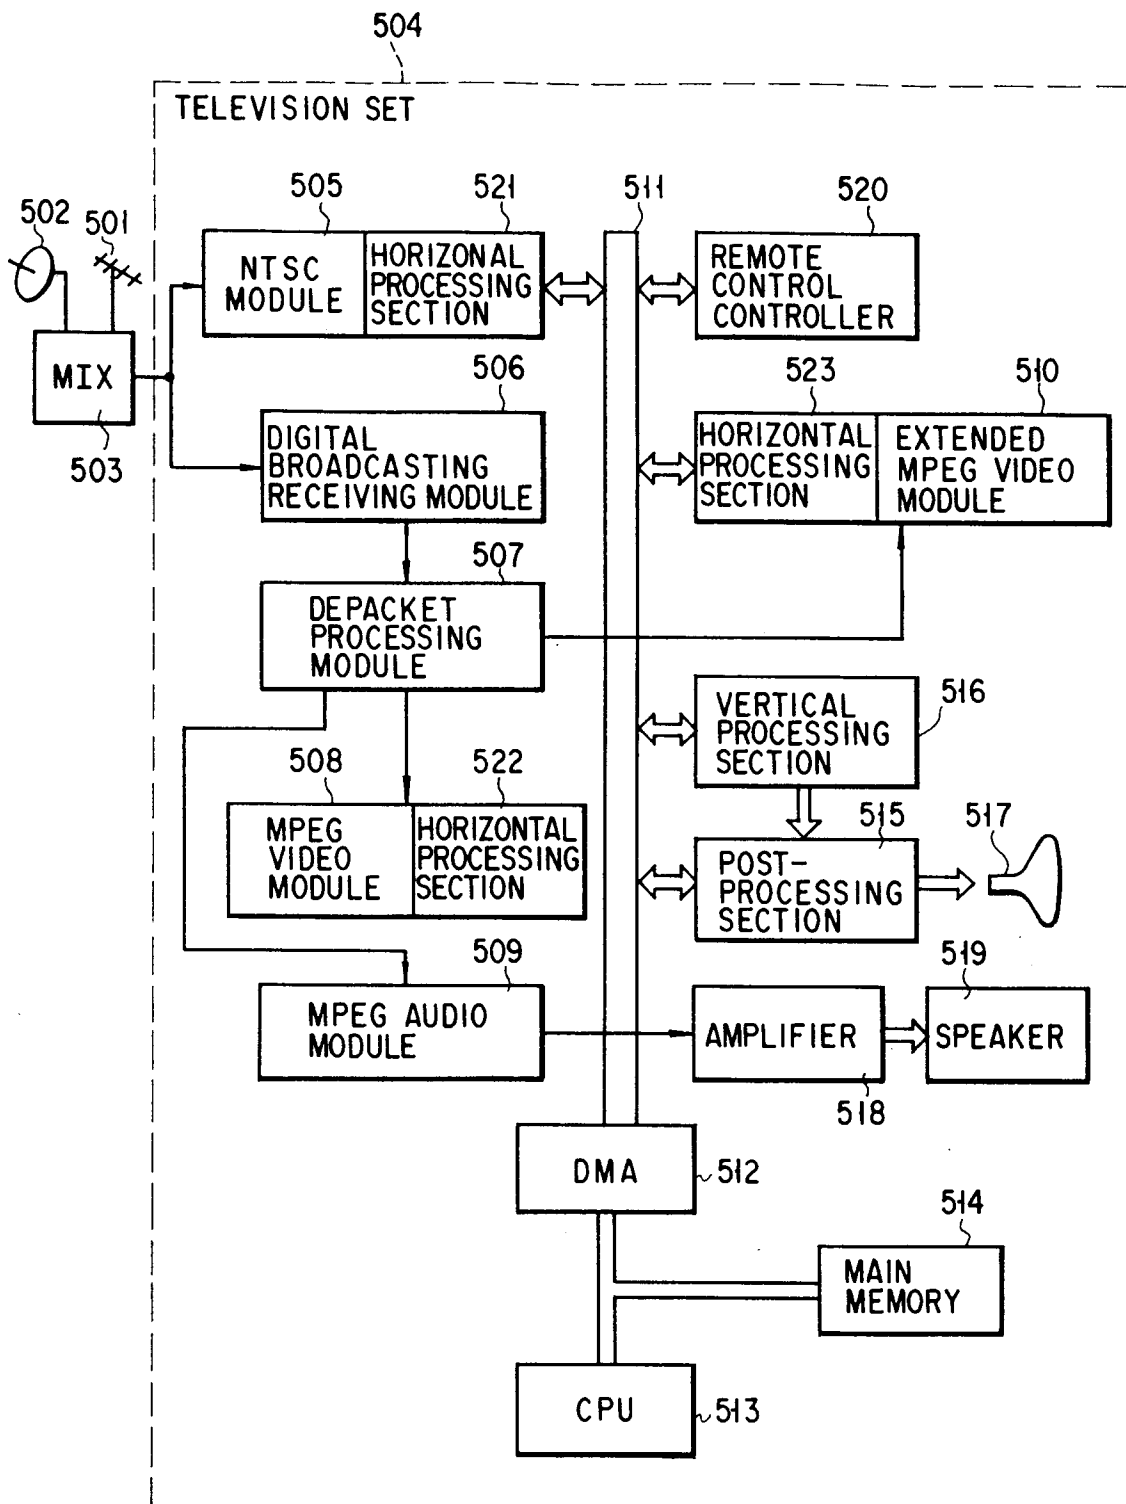 504
TELEVISION SET
502
501
MIX
503
505
521
NTSC
MODULE
HORIZONAL
PROCESSING
SECTION
511
520
REMOTE
CONTROL
CONTROLLER
506
DIGITAL
BROADCASTING
RECEIVING MODULE
523
510
HORIZONTAL
PROCESSING
SECTION
EXTENDED
MPEG VIDEO
MODULE
507
DEPACKET
PROCESSING
MODULE
VERTICAL
PROCESSING
SECTION
516
508
522
MPEG
VIDEO
MODULE
HORIZONTAL
PROCESSING
SECTION
515
517
POST-
PROCESSING
SECTION
509
MPEG AUDIO
MODULE
519
AMPLIFIER
SPEAKER
518
DMA
512
514
MAIN
MEMORY
CPU
513